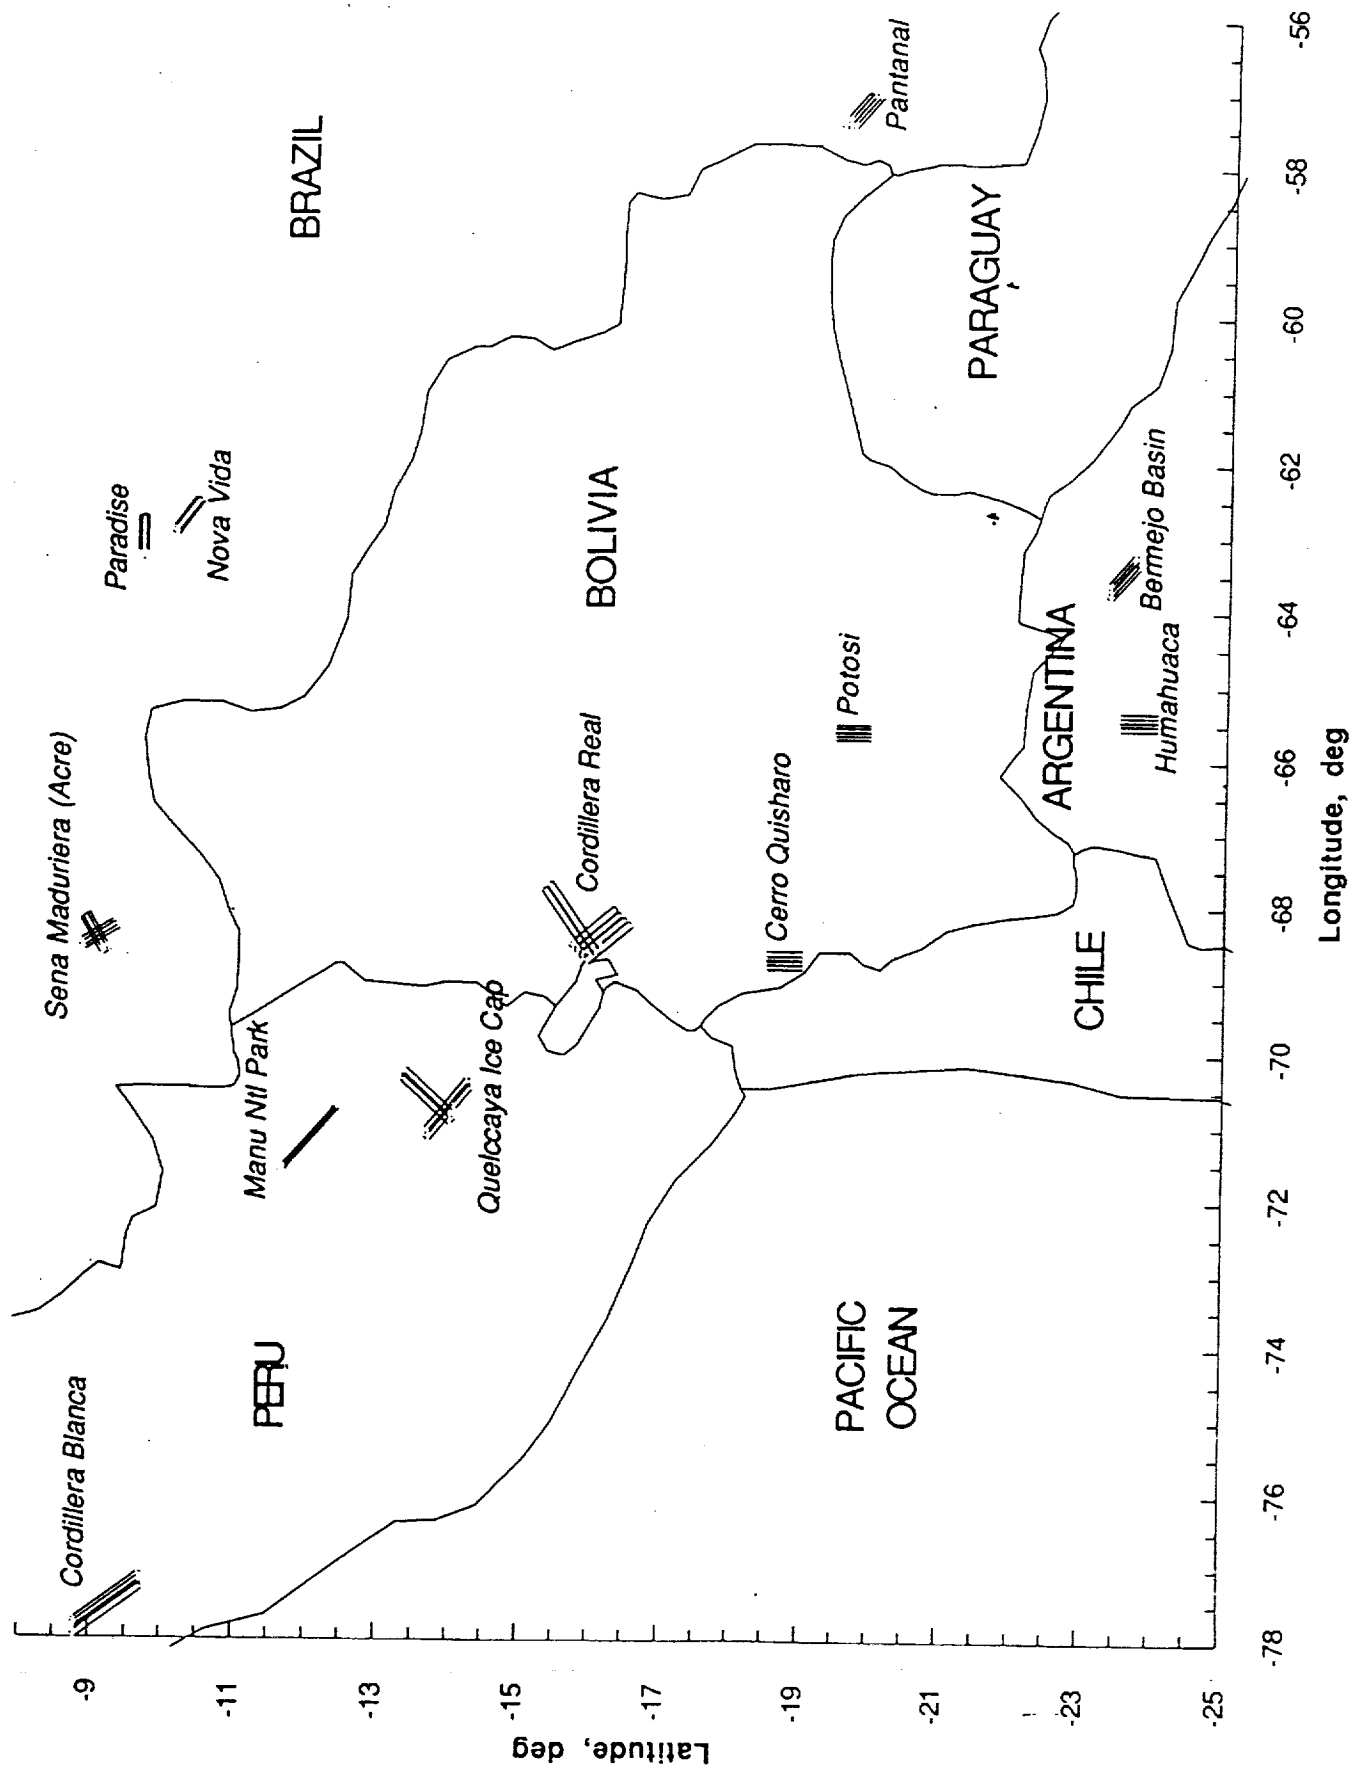 Cordillera Blanca
Sena Maduriera (Acre)
Paradise
Nova Vida
BRAZIL
PERU
Manu Ntl Park
Quelccaya Ice Cap
Cordillera Real
BOLIVIA
Cerro Quisharo
Potosi
Pantanal
PARAGUAY
PACIFIC
OCEAN
CHILE
ARGENTINA
Humahuaca
Bermejo Basin
Latitude, deg
-9
-11
-13
-15
-17
-19
-21
-23
-25
-78
-76
-74
-72
-70
-68
-66
-64
-62
-60
-58
-56
Longitude, deg